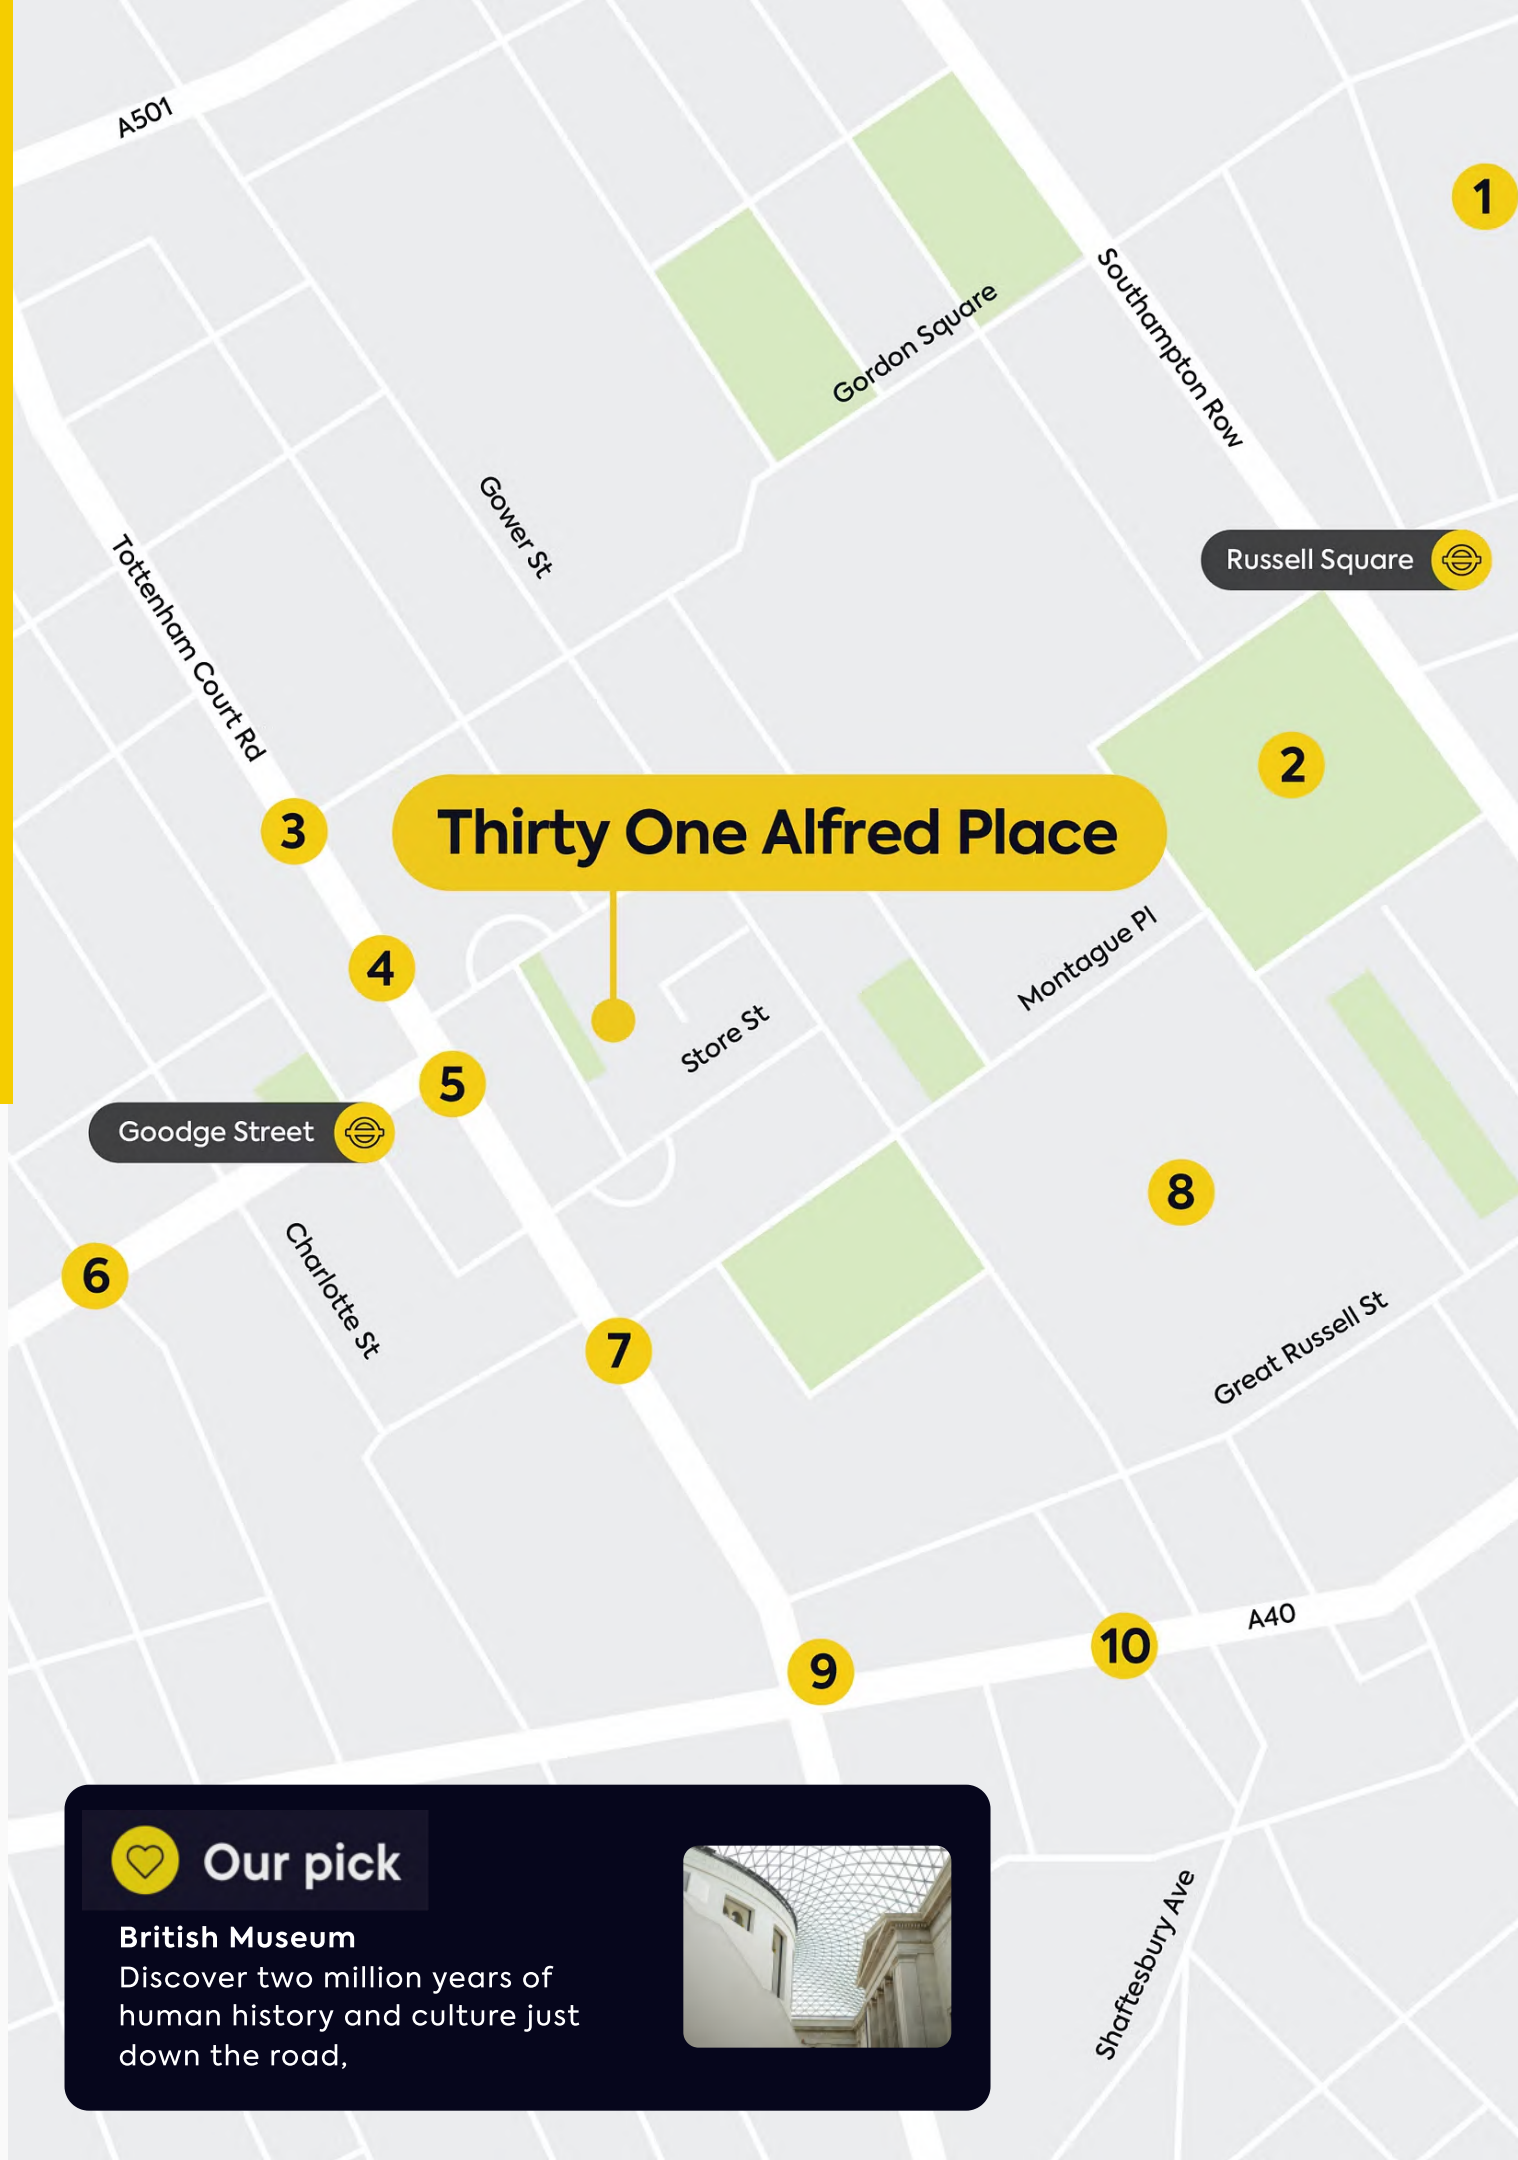 A501
1
Southampton Row
Gordon Square
Gower St
Russell Square
Tottenham Court Rd
2
3
Thirty One Alfred Place
4
Montague Pl
Store St
5
Goodge Street
8
6
Charlotte St
7
Great Russell St
A40
10
9
Our pick
British Museum
Discover two million years of
human history and culture just
down the road,
Shaftesbury Ave